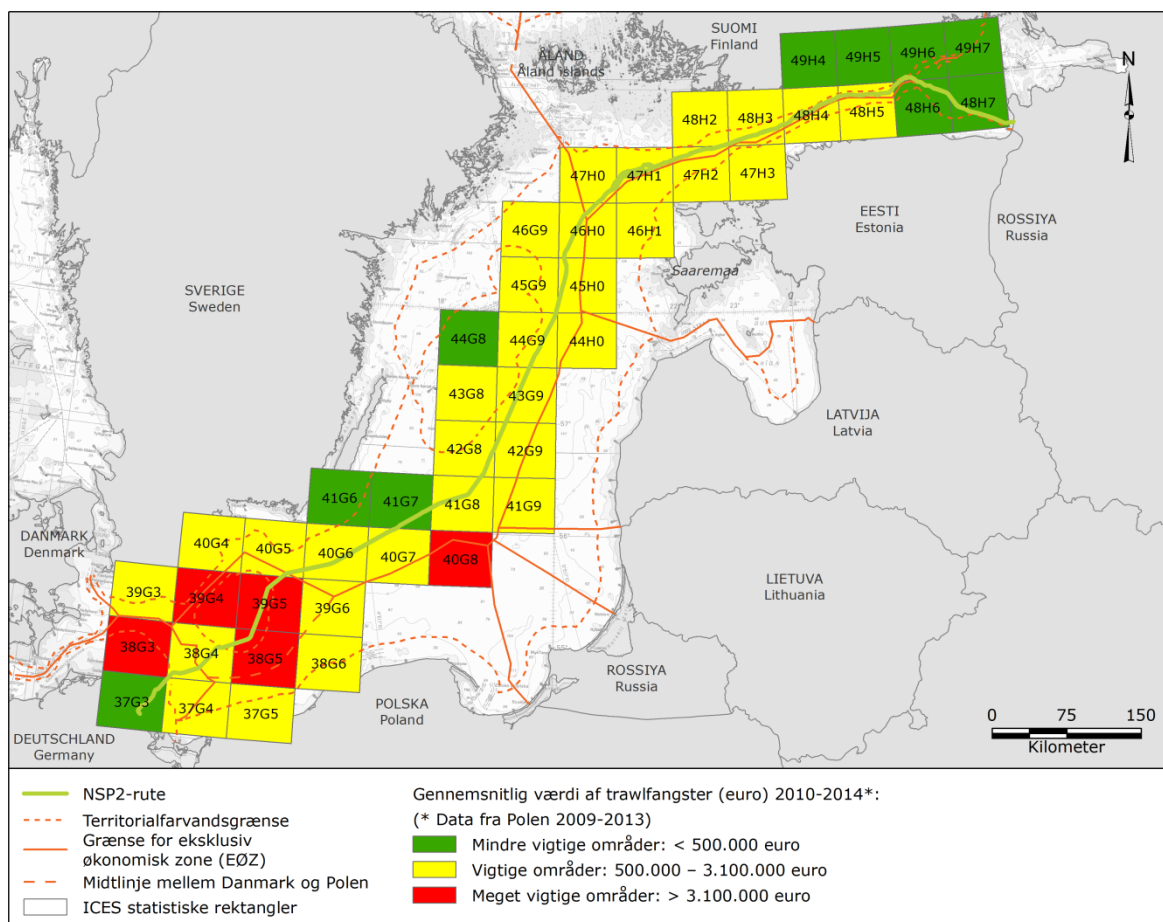 SUOMI
Finland
ÅLAND
Åland islands
N
49H4 49H5 49H6 49H7
48H2 48H3 48H4 48H5 48H6 48H7
47H0 47H1 47H2 47H3
EESTI
Estonia
ROSSIYA
Russia
46G9 46H0 46H1
Saaremaa
SVERIGE
Sweden
45G9 45H0
44G8 44G9 44H0
43G8 43G9
LATVIJA
Latvia
42G8 42G9
41G6 41G7 41G8 41G9
DANMARK
Denmark
40G4 40G5 40G6 40G7 40G8
LIETUVA
Lithuania
39G3 39G4 39G5 39G6
38G3 38G4 38G5 38G6
ROSSIYA
Russia
37G3 37G4 37G5
POLSKA
Poland
DEUTSCHLAND
Germany
0 75 150
Kilometer
NSP2-rute
Territorialfarvandsgrænse
Grænse for eksklusiv
økonomisk zone (EØZ)
Midtlinje mellem Danmark og Polen
ICES statistiske rektangler
Gennemsnitlig værdi af trawlfangster (euro) 2010-2014*:
(* Data fra Polen 2009-2013)
Mindre vigtige områder: < 500.000 euro
Vigtige områder: 500.000 – 3.100.000 euro
Meget vigtige områder: > 3.100.000 euro